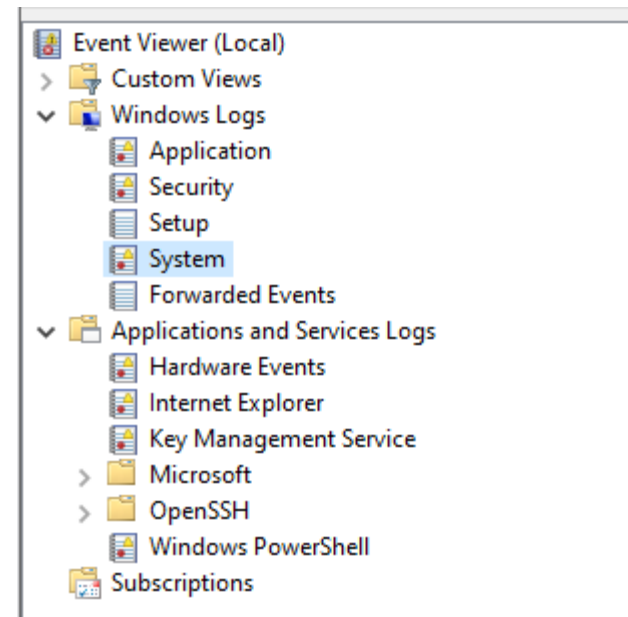 Event Viewer (Local)
Custom Views
Windows Logs
Application
Security
Setup
System
Forwarded Events
Applications and Services Logs
Hardware Events
Internet Explorer
Key Management Service
Microsoft
OpenSSH
Windows PowerShell
Subscriptions